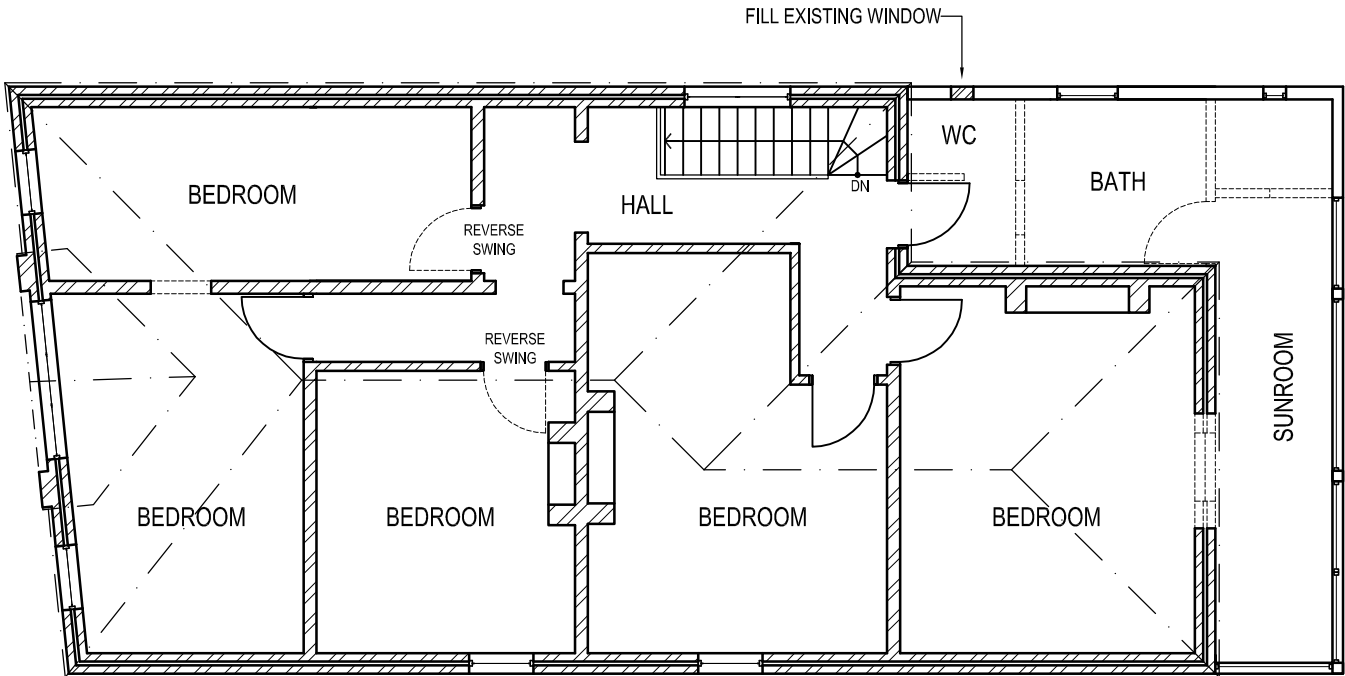 FILL EXISTING WINDOW
WC
BATH
BEDROOM
HALL
DN
REVERSE
SWING
REVERSE
SWING
SUNROOM
BEDROOM
BEDROOM
BEDROOM
BEDROOM